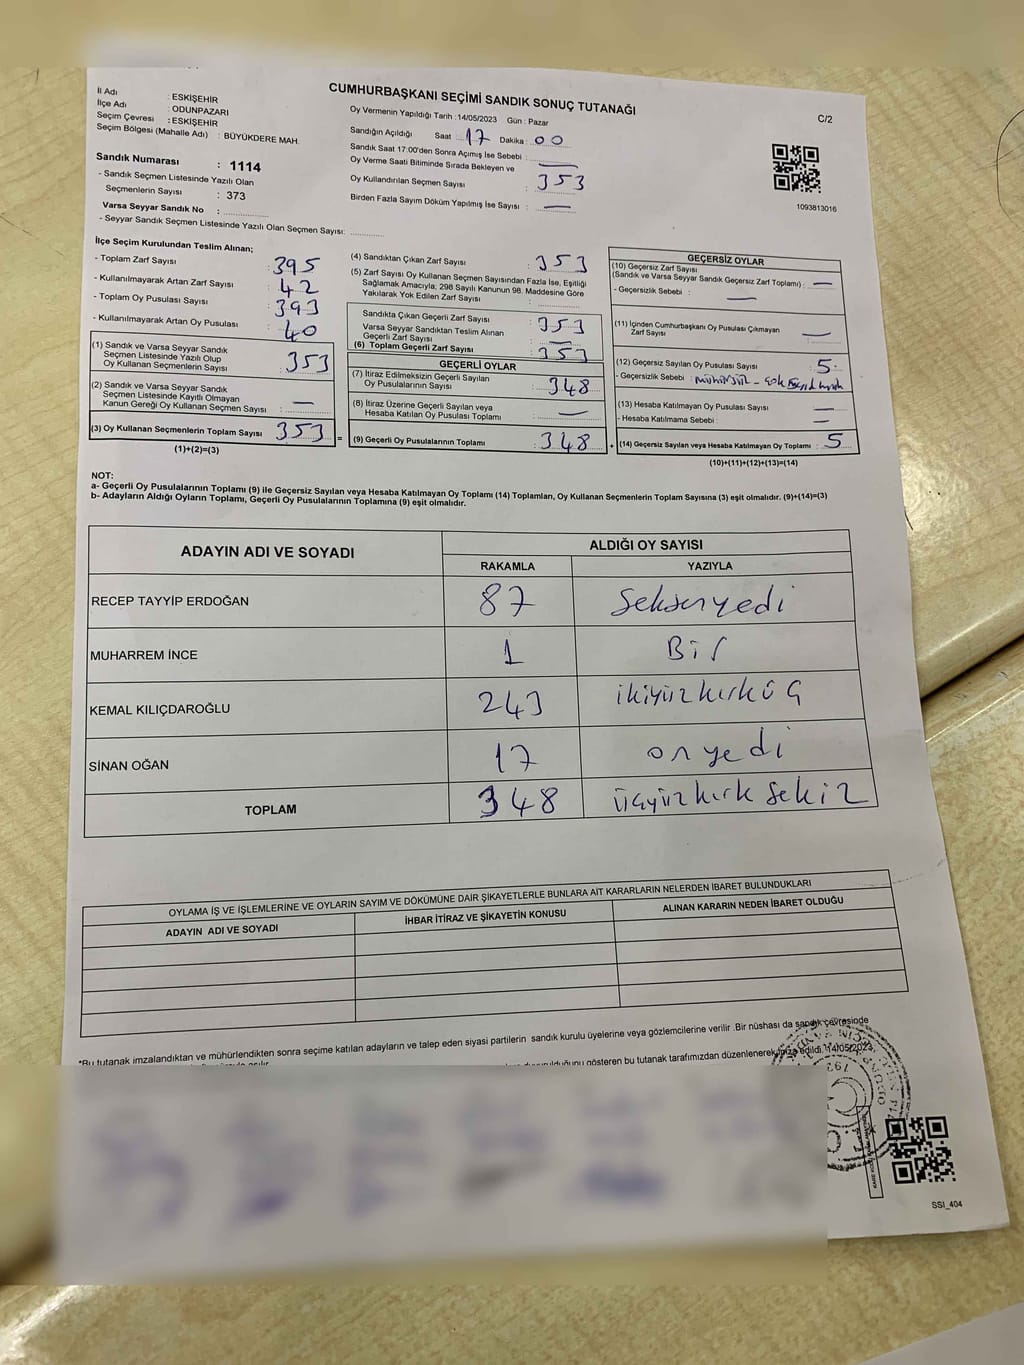 CUMHURBAŞKANI SEÇİMİ SANDIK SONUÇ TUTANAĞI
C/2
İl Adı : ESKİŞEHİR
İlçe Adı : ODUNPAZARI
Seçim Çevresi : ESKİŞEHİR
Seçim Bölgesi (Mahalle Adı) : BÜYÜKDERE MAH.
Sandık Numarası : 1114
- Sandık Seçmen Listesinde Yazılı Olan
Seçmenlerin Sayısı : 373
Varsa Seyyar Sandık No :
- Seyyar Sandık Seçmen Listesinde Yazılı Olan Seçmen Sayısı:
Oy Vermenin Yapıldığı Tarih :14/05/2023 Gün : Pazar
Sandığın Açıldığı Saat : 17 Dakika : 00
Sandık Saat 17:00'den Sonra Açımış İse Sebebi : —
Oy Verme Saati Bitiminde Sırada Bekleyen ve
Oy Kullandırılan Seçmen Sayısı : 353
Birden Fazla Sayım Döküm Yapılmış İse Sayısı : —
1093813016
İlçe Seçim Kurulundan Teslim Alınan;
- Toplam Zarf Sayısı : 395
- Kullanılmayarak Artan Zarf Sayısı : 42
- Toplam Oy Pusulası Sayısı : 393
- Kullanılmayarak Artan Oy Pusulası : 40
(1) Sandık ve Varsa Seyyar Sandık
Seçmen Listesinde Yazılı Olup
Oy Kullanan Seçmenlerin Sayısı : 353
(2) Sandık ve Varsa Seyyar Sandık
Seçmen Listesinde Kayıtlı Olmayan
Kanun Gereği Oy Kullanan Seçmen Sayısı : —
(3) Oy Kullanan Seçmenlerin Toplam Sayısı : 353
(1)+(2)=(3)
(4) Sandıktan Çıkan Zarf Sayısı : 353
(5) Zarf Sayısı Oy Kullanan Seçmen Sayısından Fazla İse, Eşitliği
Sağlamak Amacıyla; 298 Sayılı Kanunun 98. Maddesine Göre
Yakılarak Yok Edilen Zarf Sayısı :
Sandıkta Çıkan Geçerli Zarf Sayısı : 353
Varsa Seyyar Sandıktan Teslim Alınan
Geçerli Zarf Sayısı : —
(6) Toplam Geçerli Zarf Sayısı : 353
GEÇERLİ OYLAR
(7) İtiraz Edilmeksizin Geçerli Sayılan
Oy Pusulalarının Sayısı : 348
(8) İtiraz Üzerine Geçerli Sayılan veya
Hesaba Katılan Oy Pusulası Toplamı : —
= (9) Geçerli Oy Pusulalarının Toplamı : 348
GEÇERSİZ OYLAR
(10) Geçersiz Zarf Sayısı
(Sandık ve Varsa Seyyar Sandık Geçersiz Zarf Toplamı) : —
- Geçersizlik Sebebi : —
(11) İçinden Cumhurbaşkanı Oy Pusulası Çıkmayan
Zarf Sayısı : —
(12) Geçersiz Sayılan Oy Pusulası Sayısı : 5
- Geçersizlik Sebebi : mühürsüz - çok
(13) Hesaba Katılmayan Oy Pusulası Sayısı : —
- Hesaba Katılmama Sebebi : —
+ (14) Geçersiz Sayılan veya Hesaba Katılmayan Oy Toplamı : 5
(10)+(11)+(12)+(13)=(14)
NOT:
a- Geçerli Oy Pusulalarının Toplamı (9) ile Geçersiz Sayılan veya Hesaba Katılmayan Oy Toplamı (14) Toplamları, Oy Kullanan Seçmenlerin Toplam Sayısına (3) eşit olmalıdır. (9)+(14)=(3)
b- Adayların Aldığı Oyların Toplamı, Geçerli Oy Pusulalarının Toplamına (9) eşit olmalıdır.
ADAYIN ADI VE SOYADI
ALDIĞI OY SAYISI
RAKAMLA YAZIYLA
RECEP TAYYİP ERDOĞAN 87 seksenyedi
MUHARREM İNCE 1 Bir
KEMAL KILIÇDAROĞLU 243 ikiyüzkırküç
SİNAN OĞAN 17 onyedi
TOPLAM 348 üçyüzkırksekiz
OYLAMA İŞ VE İŞLEMLERİNE VE OYLARIN SAYIM VE DÖKÜMÜNE DAİR ŞİKAYETLERLE BUNLARA AİT KARARLARIN NELERDEN İBARET BULUNDUKLARI
ADAYIN ADI VE SOYADI
İHBAR İTİRAZ VE ŞİKAYETİN KONUSU
ALINAN KARARIN NEDEN İBARET OLDUĞU
*Bu tutanak imzalandıktan ve mühürlendikten sonra seçime katılan adayların ve talep eden siyasi partilerin sandık kurulu üyelerine veya gözlemcilerine verilir .Bir nüshası da sandık çevresinde
gösteren bu tutanak tarafımızdan düzenlenerek imza edildi. 14/05/2023
SSI_404